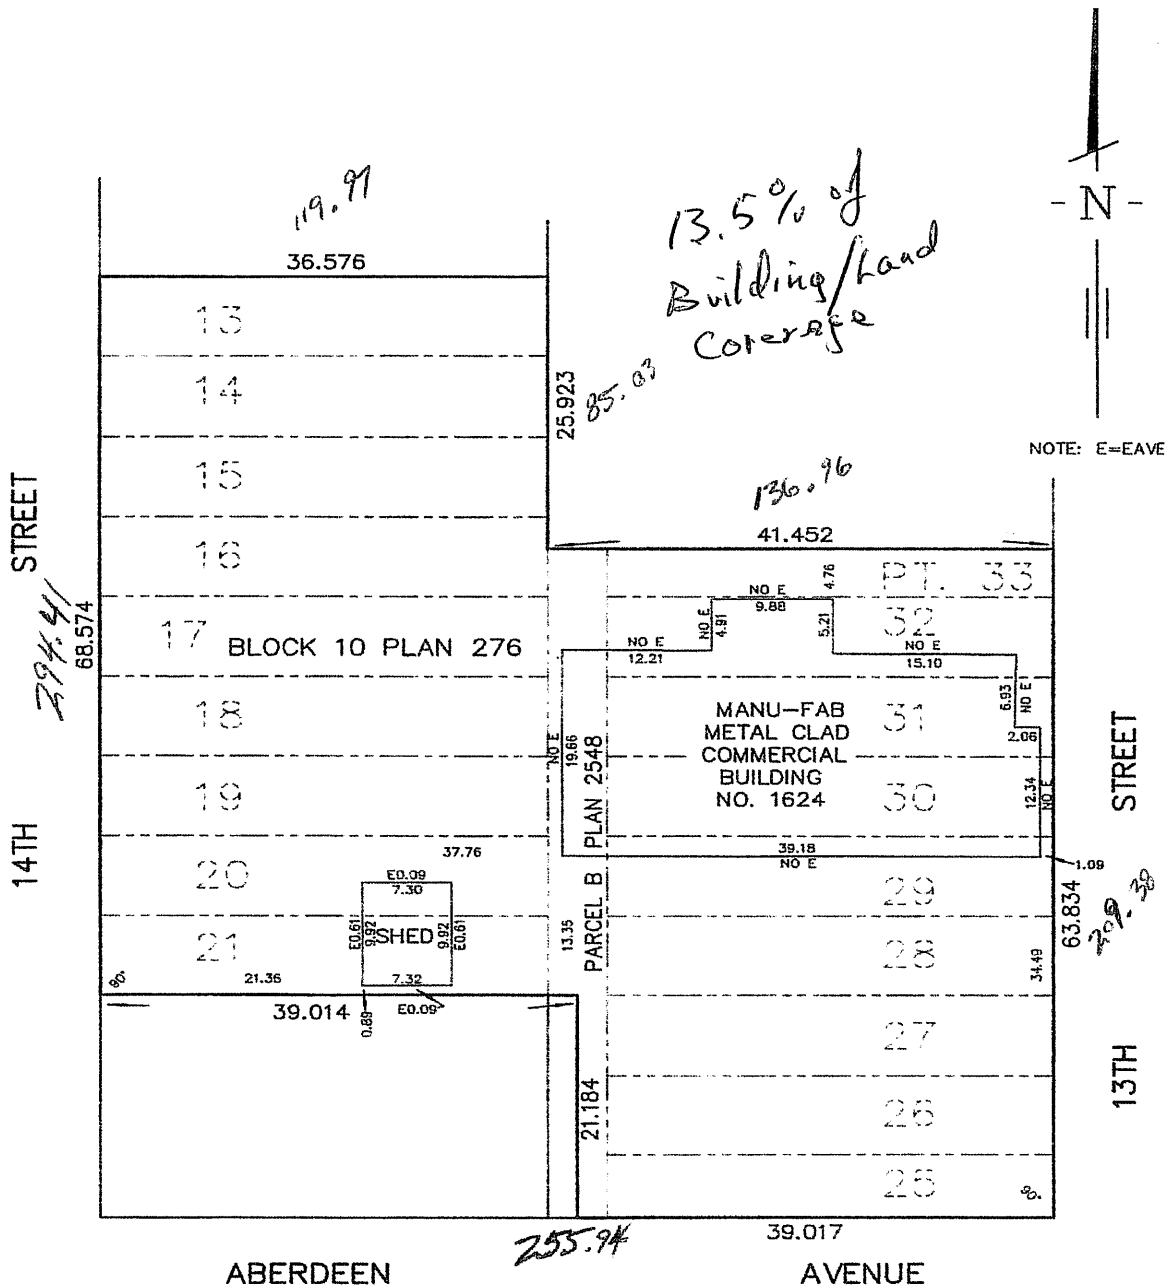 119.97
36.576
13.5% of
Building/Land
Coverage
- N -
13
14
25.923
85.03
NOTE: E=EAVE
15
136.96
41.452
16
STREET
294.41
68.574
17
BLOCK 10 PLAN 276
PT. 33
4.76
NO E
9.88
32
NO E
4.91
5.21
NO E
12.21
NO E
15.10
18
6.93
NO E
31
MANU-FAB
METAL CLAD
COMMERCIAL
BUILDING
NO. 1624
2.06
NO E
19.66
PLAN 2548
19
30
12.34
NO E
STREET
14TH
37.76
39.18
NO E
1.09
20
E0.09
7.30
29
63.834
209.38
21
E0.61
9.92
SHED
9.92
E0.61
13.35
PARCEL B
28
34.49
90°
21.36
7.32
39.014
0.89
E0.09
27
13TH
21.184
26
25
90°
255.94
39.017
ABERDEEN
AVENUE